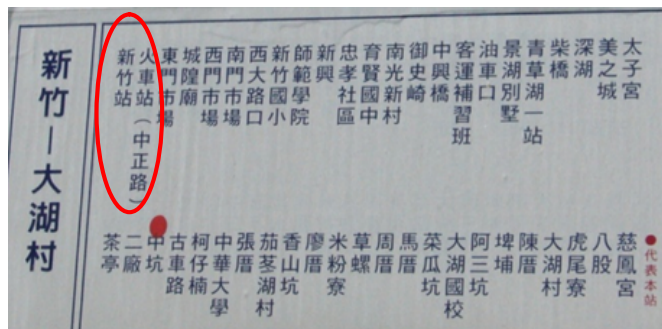 新竹－大湖村
新竹站
火車站（中正路）
東門市場
城隍廟
西門市場
南門市場
西大路口
新竹國小
師範學院
新興
忠孝社區
育賢國中
南光新村
御史崎
中興橋
客運補習班
油車口
景湖別墅
青草湖一站
柴橋
深湖
美之城
太子宮
茶亭
二廠
中坑
古車路
柯仔楠
中華大學
張厝
茄苳湖村
香山坑
廖厝
米粉寮
草螺
周厝
馬厝
菜瓜坑
大湖國校
阿三坑
埤埔
陳厝
大湖村
虎尾寮
八股
慈鳳宮
●代表本站